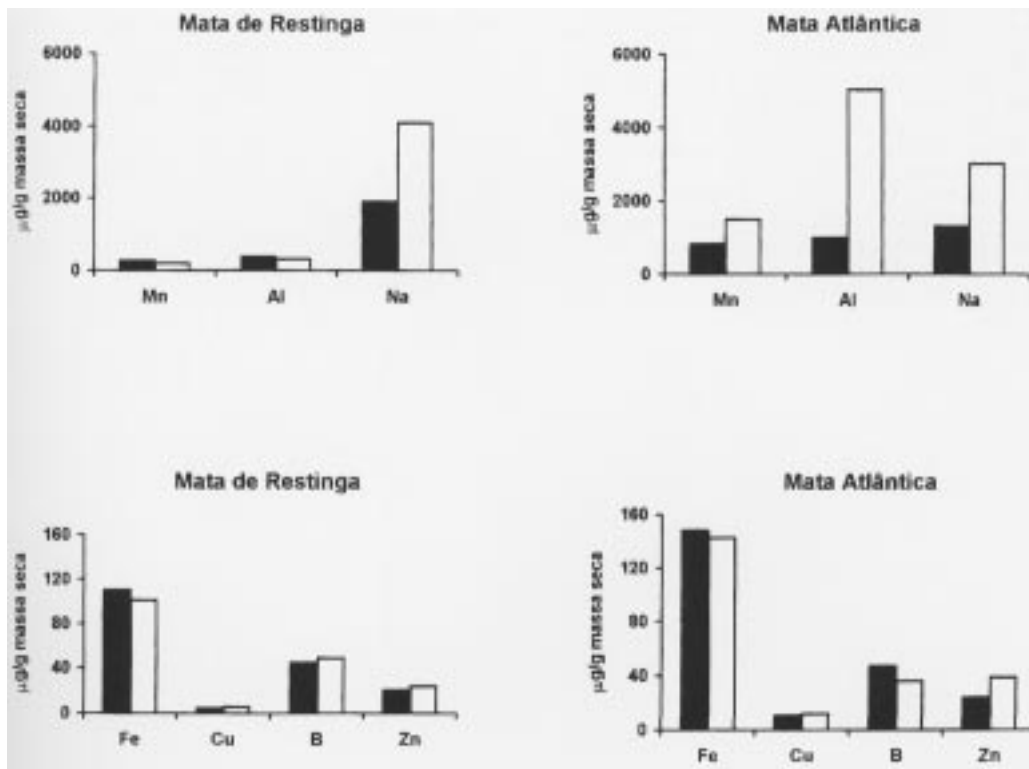 Mata de Restinga
6000
4000
2000
0
µg/g massa seca
Mn Al Na
Mata Atlântica
6000
4000
2000
0
µg/g massa seca
Mn Al Na
Mata de Restinga
160
120
80
40
0
µg/g massa seca
Fe Cu B Zn
Mata Atlântica
160
120
80
40
0
µg/g massa seca
Fe Cu B Zn